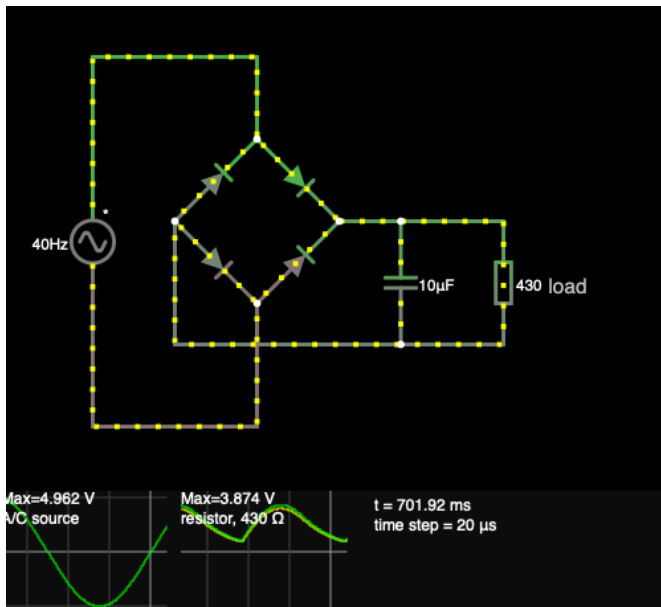 *
40Hz
10µF
430 load
Max=4.962 V
A/C source
Max=3.874 V
resistor, 430 Ω
t = 701.92 ms
time step = 20 µs